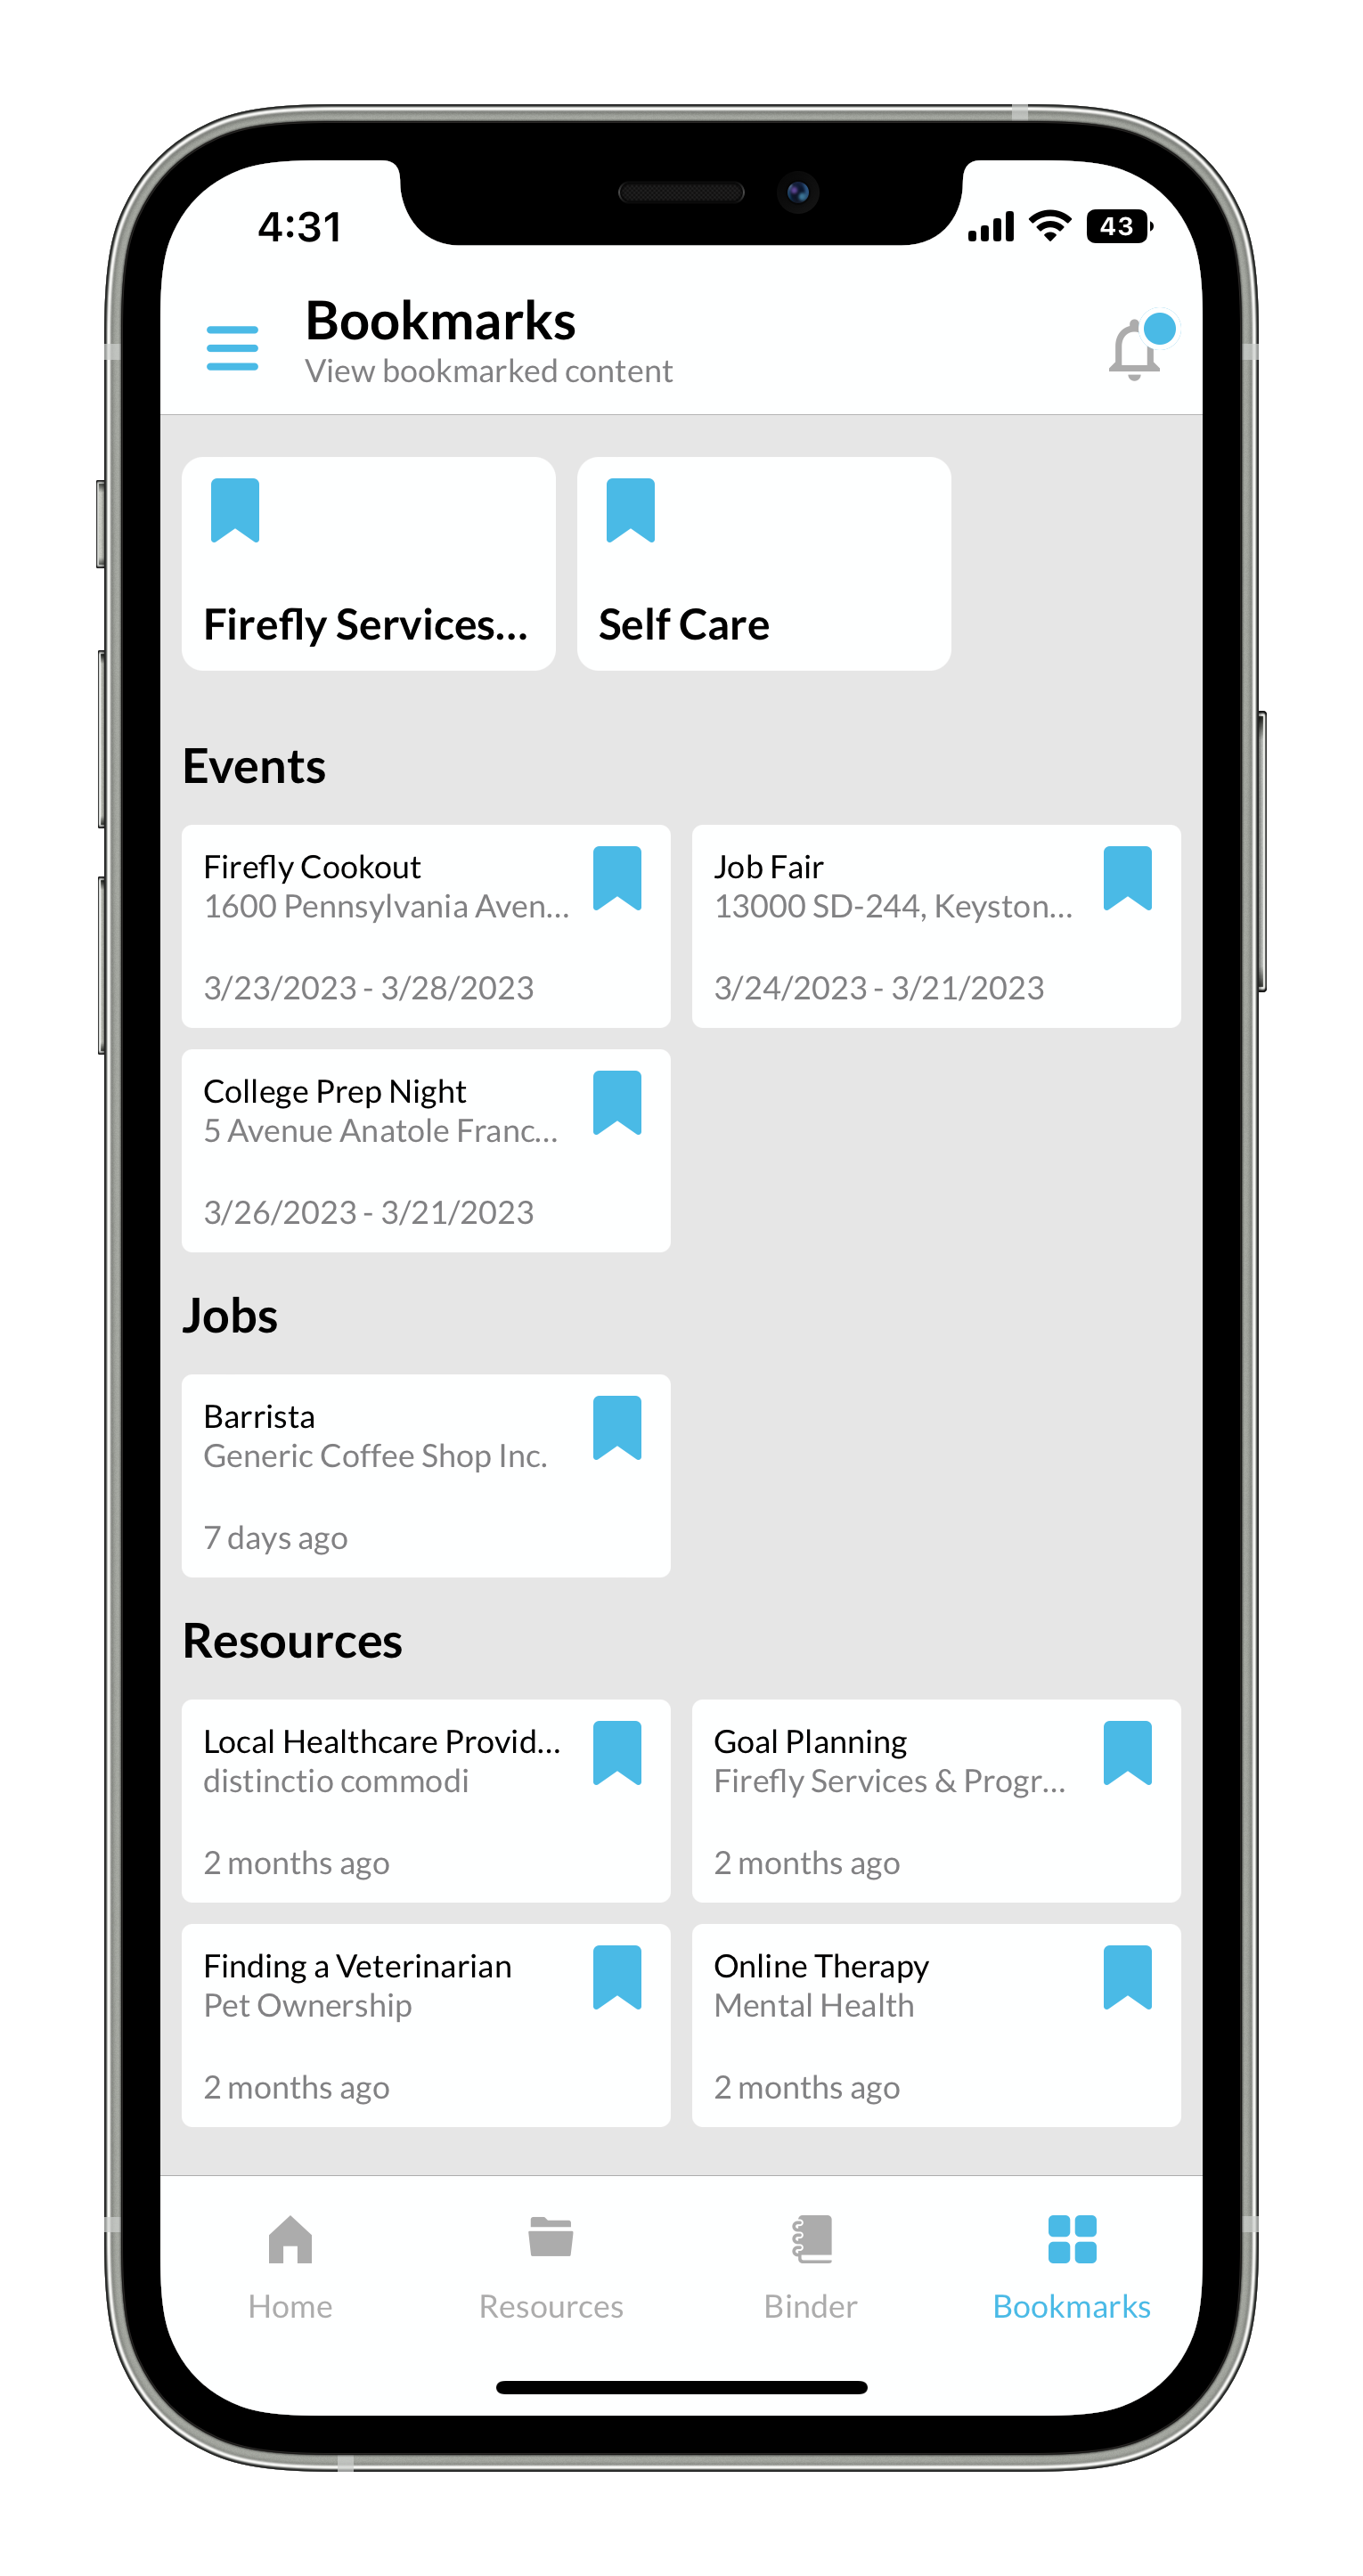 4:31
43
Bookmarks
View bookmarked content
Firefly Services...
Self Care
Events
Firefly Cookout
1600 Pennsylvania Aven...
3/23/2023 - 3/28/2023
Job Fair
13000 SD-244, Keyston...
3/24/2023 - 3/21/2023
College Prep Night
5 Avenue Anatole Franc...
3/26/2023 - 3/21/2023
Jobs
Barrista
Generic Coffee Shop Inc.
7 days ago
Resources
Local Healthcare Provid...
distinctio commodi
2 months ago
Goal Planning
Firefly Services & Progr...
2 months ago
Finding a Veterinarian
Pet Ownership
2 months ago
Online Therapy
Mental Health
2 months ago
Home
Resources
Binder
Bookmarks